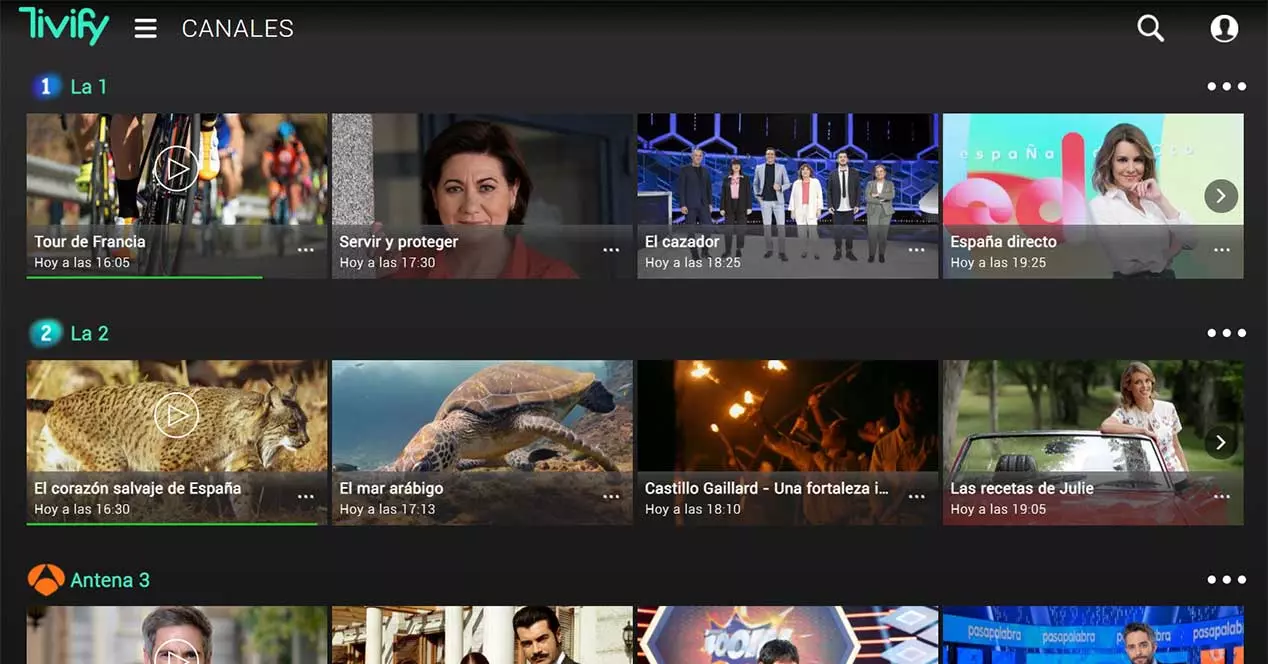 Tivify
CANALES
1 La 1
Tour de Francia
Hoy a las 16:05
Servir y proteger
Hoy a las 17:30
El cazador
Hoy a las 18:25
españa directo
España directo
Hoy a las 19:25
2 La 2
El corazón salvaje de España
Hoy a las 16:30
El mar arábigo
Hoy a las 17:13
Castillo Gaillard - Una fortaleza i...
Hoy a las 18:10
Las recetas de Julie
Hoy a las 19:05
Antena 3
pasapalabra pasapalabra pasapalabra